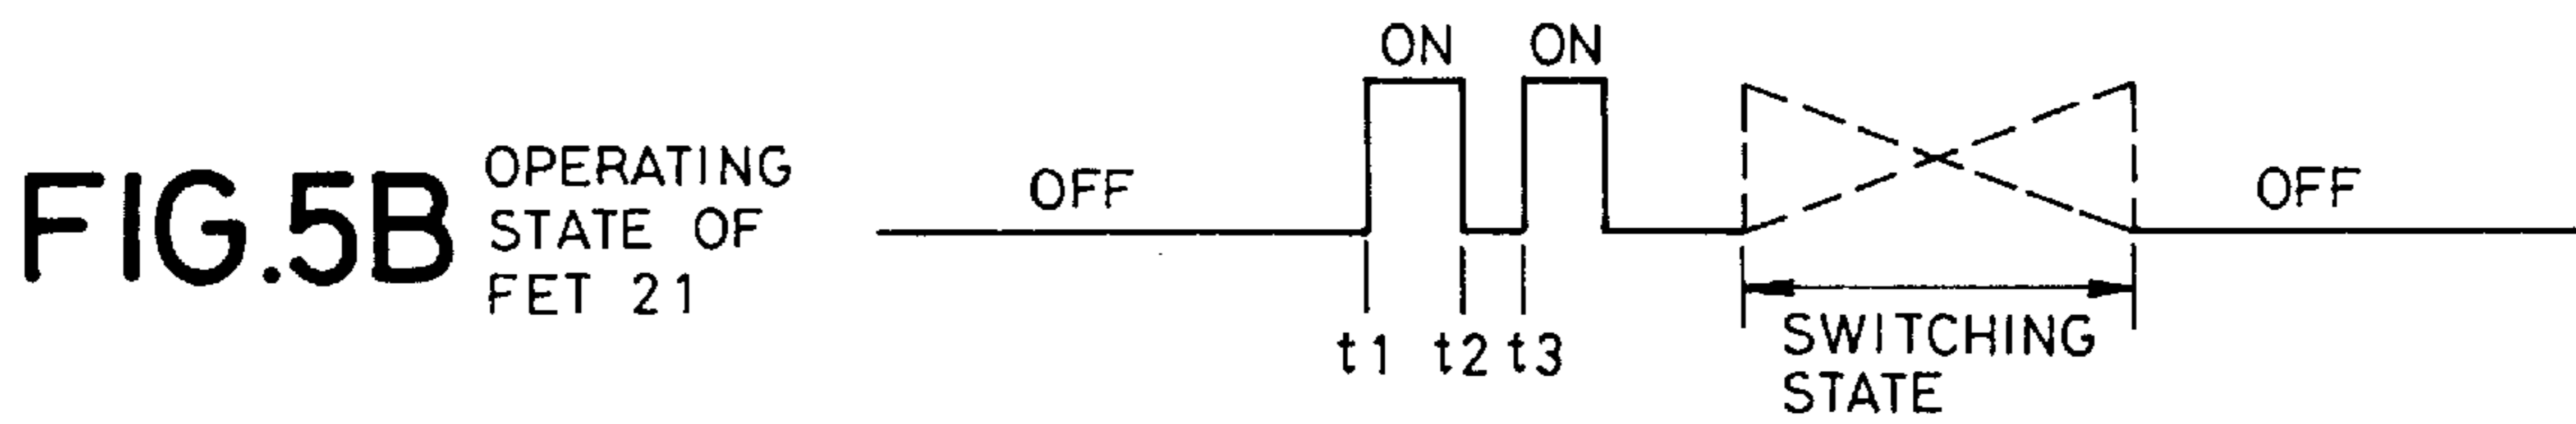 ON ON
FIG.5B
OPERATING
STATE OF
FET 21
OFF
OFF
t1 t2 t3
SWITCHING
STATE